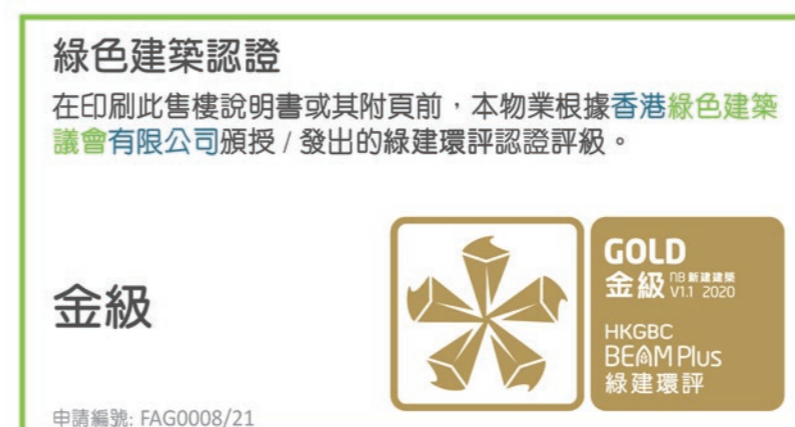 綠色建築認證
在印刷此售樓說明書或其附頁前，本物業根據香港綠色建築
議會有限公司頒授 / 發出的綠建環評認證評級。
金級
GOLD
金級 NB 新建建築
V1.1 2020
HKGBC
BEAM Plus
綠建環評
申請編號: FAG0008/21